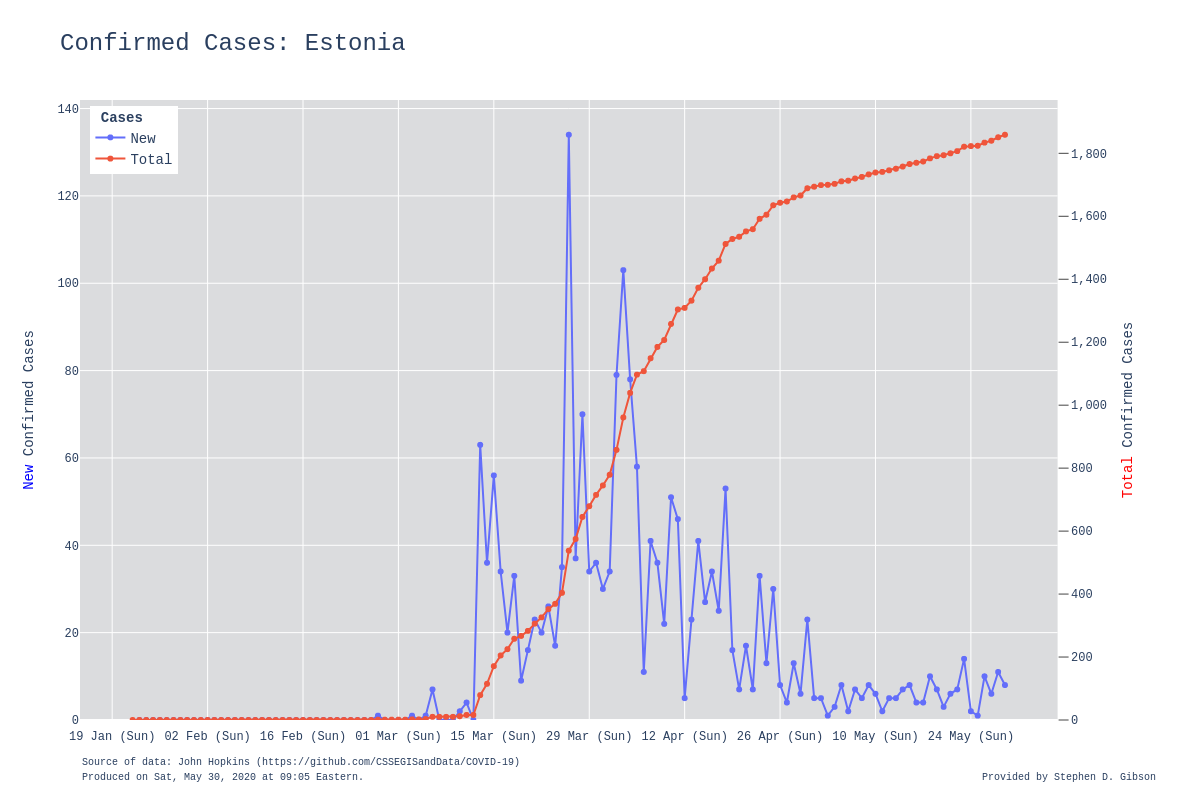 Confirmed Cases: Estonia
Cases
New
Total
140
120
100
80
60
40
20
0
1,800
1,600
1,400
1,200
1,000
800
600
400
200
0
New Confirmed Cases
Total Confirmed Cases
19 Jan (Sun) 02 Feb (Sun) 16 Feb (Sun) 01 Mar (Sun) 15 Mar (Sun) 29 Mar (Sun) 12 Apr (Sun) 26 Apr (Sun) 10 May (Sun) 24 May (Sun)
Source of data: John Hopkins (https://github.com/CSSEGISandData/COVID-19)
Produced on Sat, May 30, 2020 at 09:05 Eastern.
Provided by Stephen D. Gibson